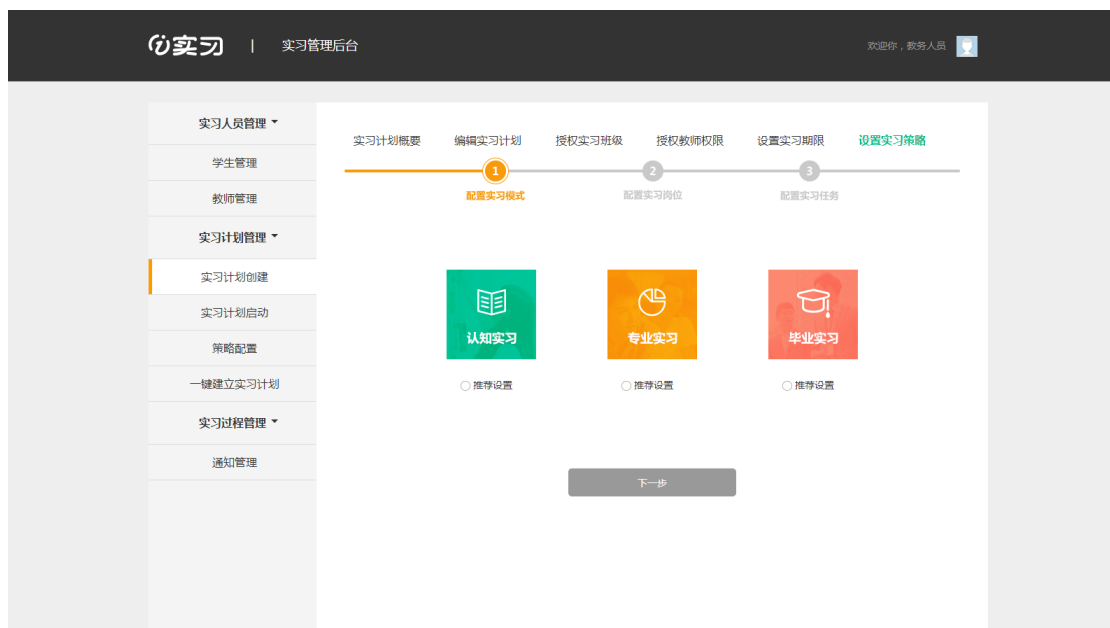 实习 | 实习管理后台
欢迎你，教务人员
实习人员管理
学生管理
教师管理
实习计划管理
实习计划创建
实习计划启动
策略配置
一键建立实习计划
实习过程管理
通知管理
实习计划概要 编辑实习计划 授权实习班级 授权教师权限 设置实习期限 设置实习策略
1 2 3
配置实习模式 配置实习岗位 配置实习任务
认知实习 专业实习 毕业实习
推荐设置 推荐设置 推荐设置
下一步